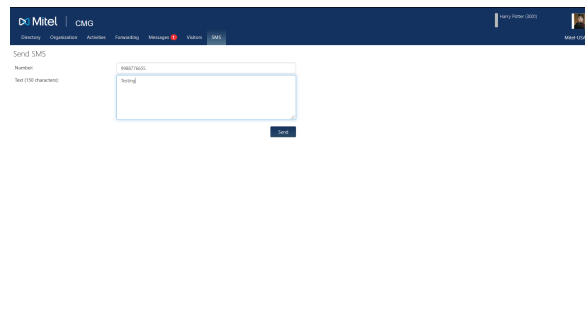 Mitel | CMG
Harry Potter (3001)
Directory Organization Activities Forwarding Messages 1 Visitors SMS
Mitel-USA
Send SMS
Number:
9988776655
Text (150 characters):
Testing
Send